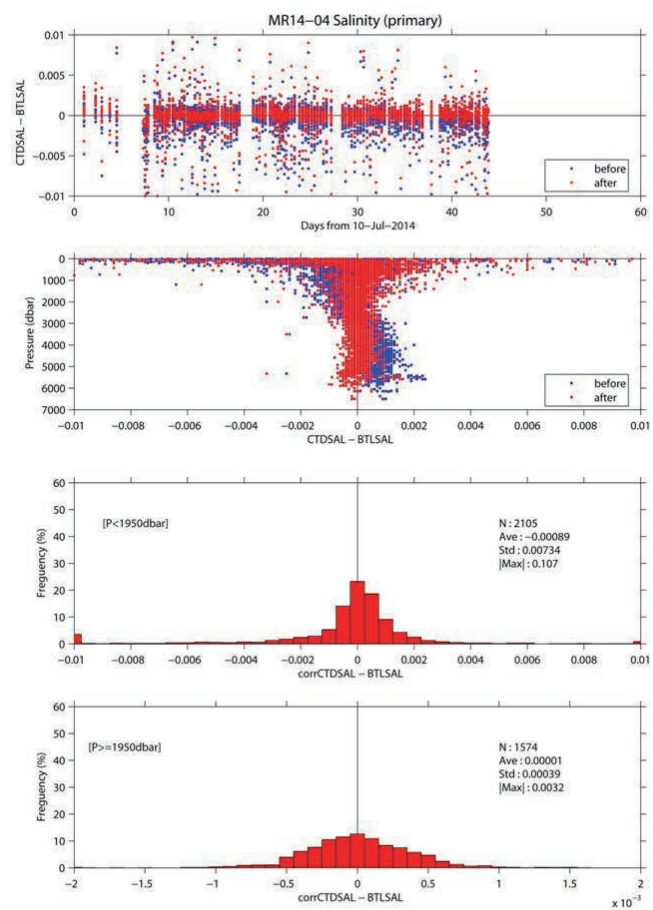 MR14−04 Salinity (primary)
0.01
0.005
0
−0.005
−0.01
CTDSAL − BTLSAL
before
after
0 10 20 30 40 50 60
Days from 10−Jul−2014
0
1000
2000
3000
4000
5000
6000
7000
Pressure (dbar)
before
after
−0.01 −0.008 −0.006 −0.004 −0.002 0 0.002 0.004 0.006 0.008 0.01
CTDSAL − BTLSAL
60
50
40
30
20
10
0
Freguency (%)
[P<1950dbar]
N : 2105
Ave : −0.00089
Std : 0.00734
|Max| : 0.107
−0.01 −0.008 −0.006 −0.004 −0.002 0 0.002 0.004 0.006 0.008 0.01
corrCTDSAL − BTLSAL
60
50
40
30
20
10
0
Freguency (%)
[P>=1950dbar]
N : 1574
Ave : 0.00001
Std : 0.00039
|Max| : 0.0032
−2 −1.5 −1 −0.5 0 0.5 1 1.5 2
corrCTDSAL − BTLSAL
x 10⁻³